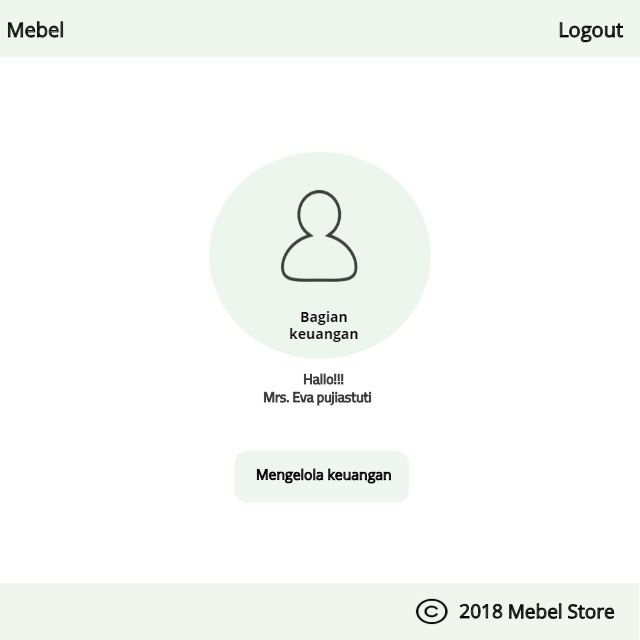 Mebel
Logout
Bagian
keuangan
Hallo!!!
Mrs. Eva pujiastuti
Mengelola keuangan
© 2018 Mebel Store